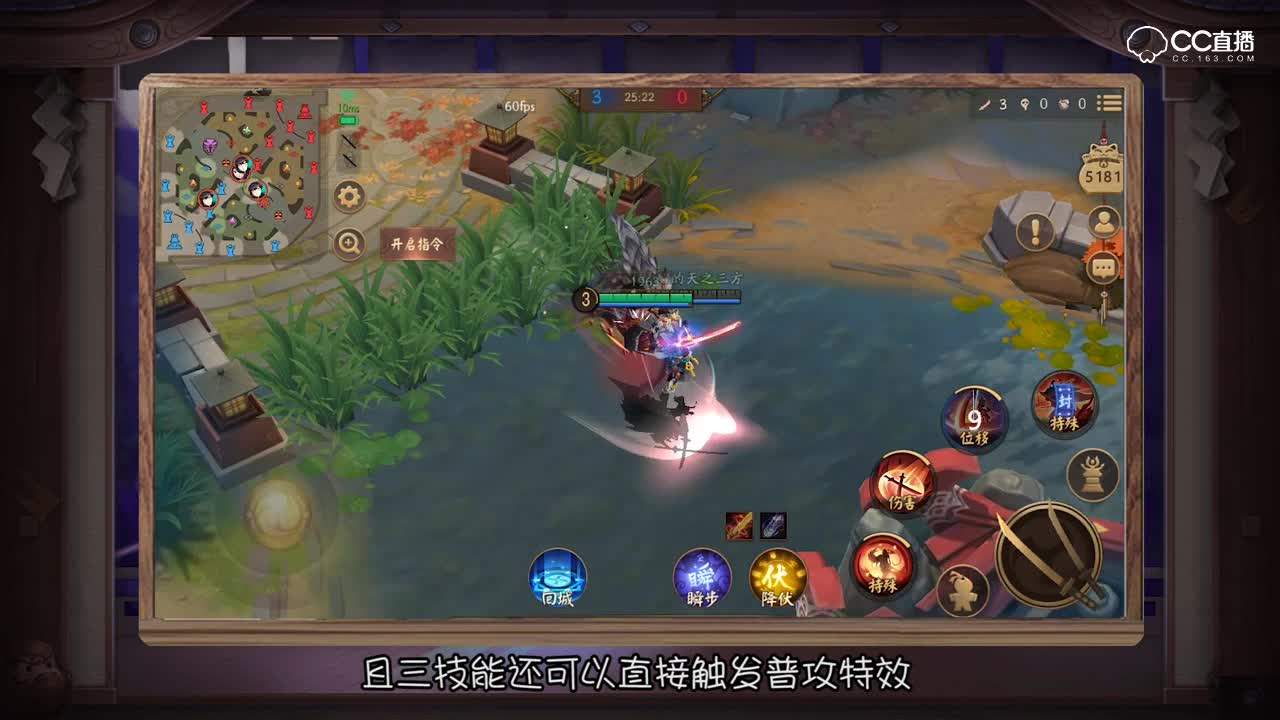 CC直播
CC.163.COM
10ms
60fps
3
25:22
0
3
0
0
5181
开启指令
的天之三方
3
封
特殊
9
位移
伤害
特殊
回城
瞬
瞬步
伏
降伏
且三技能还可以直接触发普攻特效